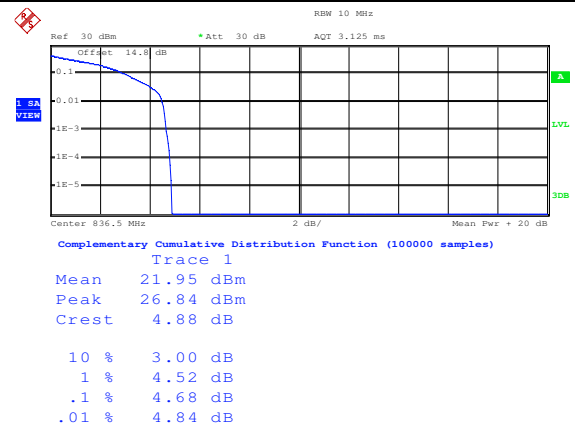 R S
RBW 10 MHz
Ref 30 dBm *Att 30 dB AQT 3.125 ms
Offset 14.8 dB
0.1
0.01
1E-3
1E-4
1E-5
1 SA
VIEW
A
LVL
3DB
Center 836.5 MHz 2 dB/ Mean Pwr + 20 dB
Complementary Cumulative Distribution Function (100000 samples)
Trace 1
Mean 21.95 dBm
Peak 26.84 dBm
Crest 4.88 dB
10 % 3.00 dB
1 % 4.52 dB
.1 % 4.68 dB
.01 % 4.84 dB